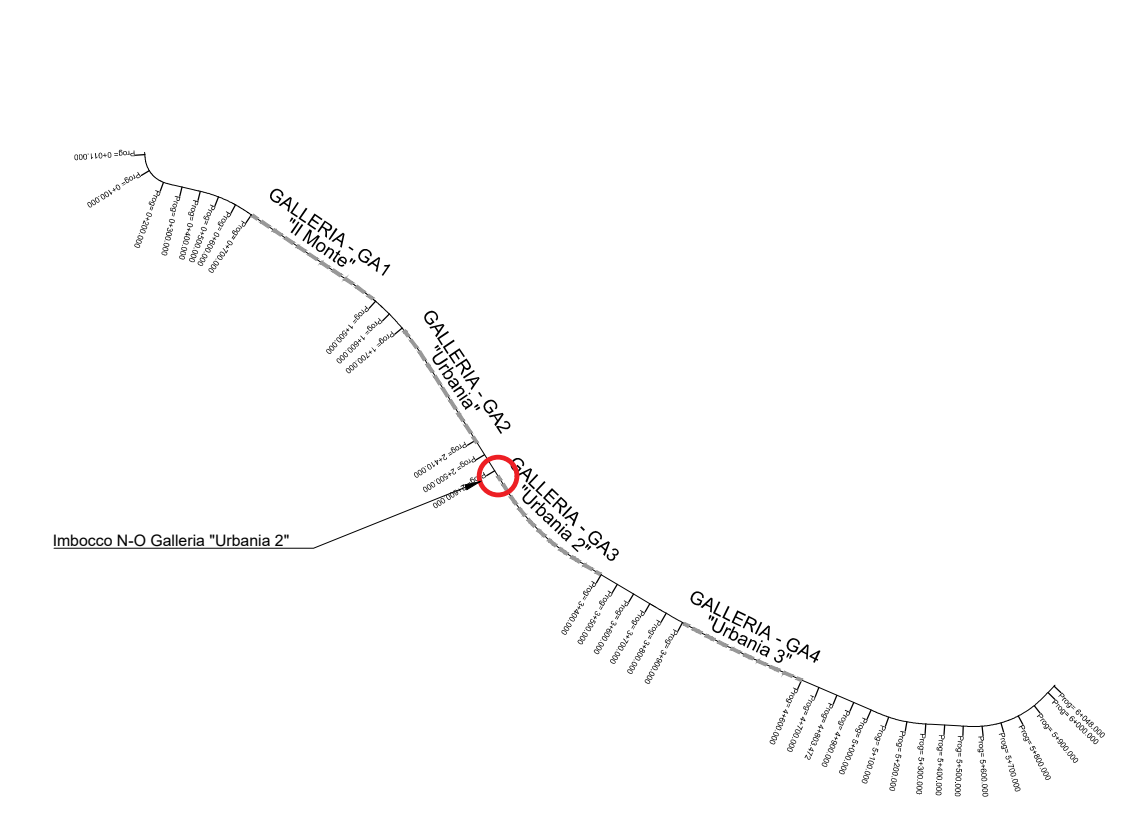 Prog= 0+011.000
Prog= 0+100.000
Prog= 0+200.000
Prog= 0+300.000
Prog= 0+400.000
Prog= 0+500.000
Prog= 0+600.000
Prog= 0+700.000
GALLERIA - GA1
"Il Monte"
Prog= 1+500.000
Prog= 1+600.000
Prog= 1+700.000
GALLERIA - GA2
"Urbania"
Prog= 2+410.000
Prog= 2+500.000
Prog= 2+600.000
GALLERIA - GA3
"Urbania 2"
Imbocco N-O Galleria "Urbania 2"
Prog= 3+400.000
Prog= 3+500.000
Prog= 3+600.000
Prog= 3+700.000
Prog= 3+800.000
Prog= 3+900.000
GALLERIA - GA4
"Urbania 3"
Prog= 4+600.000
Prog= 4+700.000
Prog= 4+803.472
Prog= 4+900.000
Prog= 5+000.000
Prog= 5+100.000
Prog= 5+200.000
Prog= 5+300.000
Prog= 5+400.000
Prog= 5+500.000
Prog= 5+600.000
Prog= 5+700.000
Prog= 5+800.000
Prog= 5+900.000
Prog= 6+000.000
Prog= 6+048.000